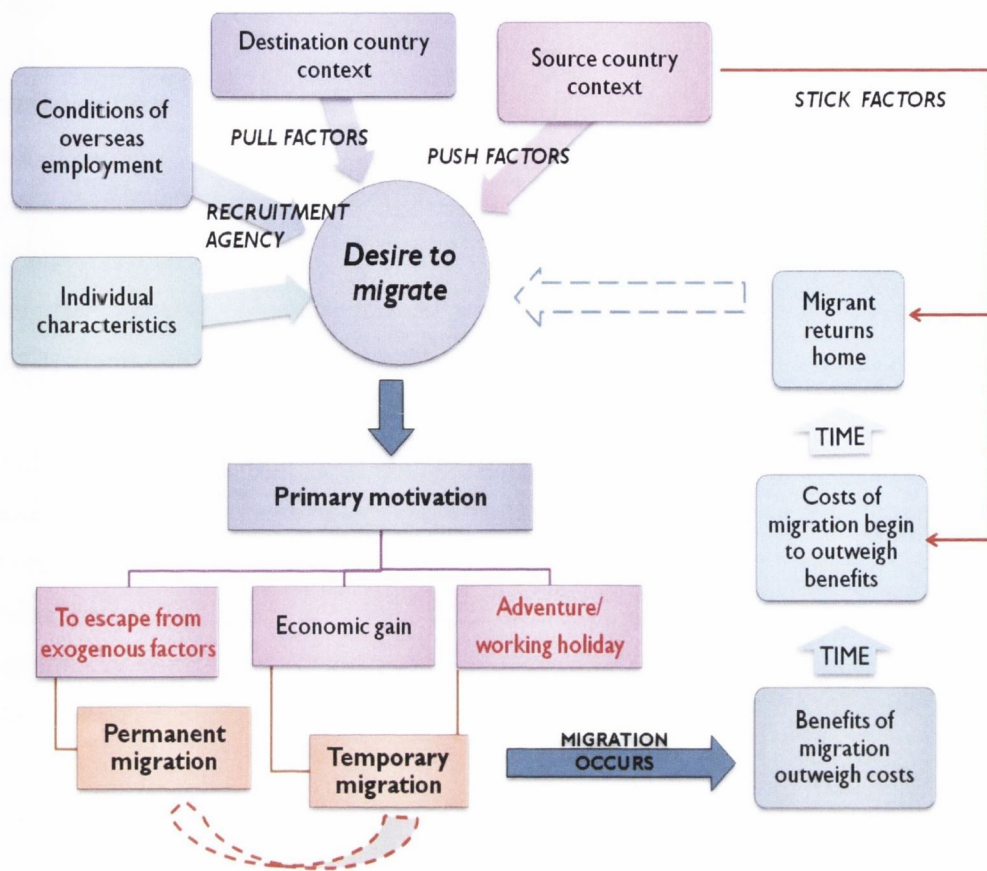 Destination country
context
Source country
context
STICK FACTORS
Conditions of
overseas
employment
PULL FACTORS
PUSH FACTORS
RECRUITMENT
AGENCY
Desire to
migrate
Individual
characteristics
Migrant
returns
home
TIME
Primary motivation
Costs of
migration begin
to outweigh
benefits
To escape from
exogenous factors
Economic gain
Adventure/
working holiday
TIME
Permanent
migration
Temporary
migration
MIGRATION
OCCURS
Benefits of
migration
outweigh costs